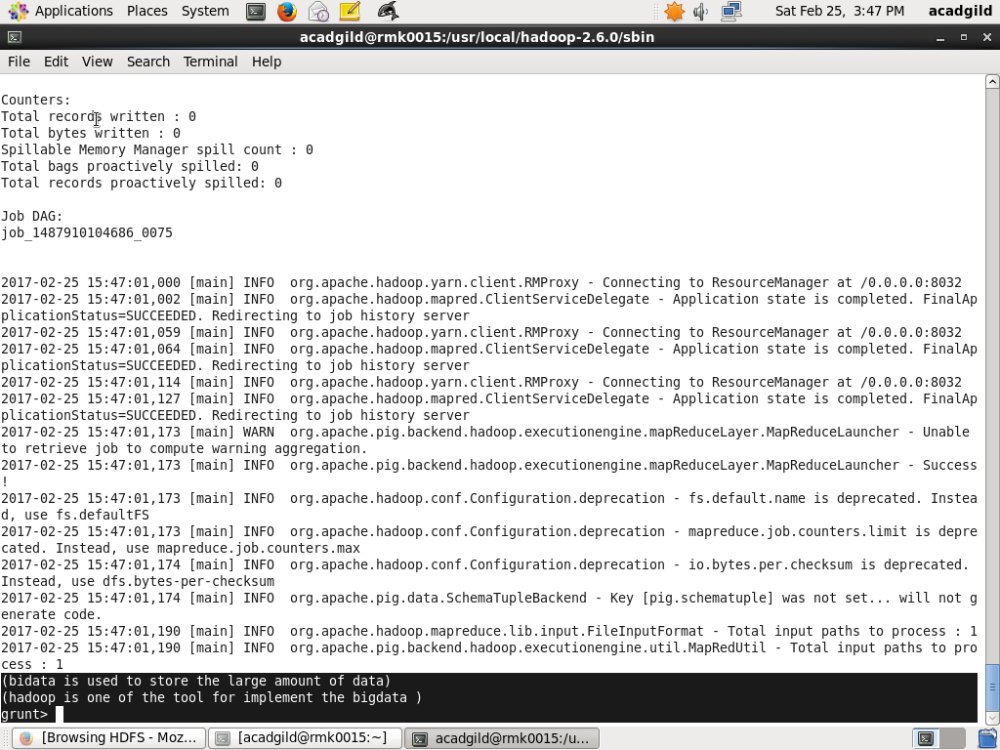 Applications Places System Sat Feb 25, 3:47 PM acadgild
acadgild@rmk0015:/usr/local/hadoop-2.6.0/sbin
File Edit View Search Terminal Help
Counters:
Total records written : 0
Total bytes written : 0
Spillable Memory Manager spill count : 0
Total bags proactively spilled: 0
Total records proactively spilled: 0
Job DAG:
job_1487910104686_0075
2017-02-25 15:47:01,000 [main] INFO  org.apache.hadoop.yarn.client.RMProxy - Connecting to ResourceManager at /0.0.0.0:8032
2017-02-25 15:47:01,002 [main] INFO  org.apache.hadoop.mapred.ClientServiceDelegate - Application state is completed. FinalAp
plicationStatus=SUCCEEDED. Redirecting to job history server
2017-02-25 15:47:01,059 [main] INFO  org.apache.hadoop.yarn.client.RMProxy - Connecting to ResourceManager at /0.0.0.0:8032
2017-02-25 15:47:01,064 [main] INFO  org.apache.hadoop.mapred.ClientServiceDelegate - Application state is completed. FinalAp
plicationStatus=SUCCEEDED. Redirecting to job history server
2017-02-25 15:47:01,114 [main] INFO  org.apache.hadoop.yarn.client.RMProxy - Connecting to ResourceManager at /0.0.0.0:8032
2017-02-25 15:47:01,127 [main] INFO  org.apache.hadoop.mapred.ClientServiceDelegate - Application state is completed. FinalAp
plicationStatus=SUCCEEDED. Redirecting to job history server
2017-02-25 15:47:01,173 [main] WARN  org.apache.pig.backend.hadoop.executionengine.mapReduceLayer.MapReduceLauncher - Unable
to retrieve job to compute warning aggregation.
2017-02-25 15:47:01,173 [main] INFO  org.apache.pig.backend.hadoop.executionengine.mapReduceLayer.MapReduceLauncher - Success
!
2017-02-25 15:47:01,173 [main] INFO  org.apache.hadoop.conf.Configuration.deprecation - fs.default.name is deprecated. Instea
d, use fs.defaultFS
2017-02-25 15:47:01,173 [main] INFO  org.apache.hadoop.conf.Configuration.deprecation - mapreduce.job.counters.limit is depre
cated. Instead, use mapreduce.job.counters.max
2017-02-25 15:47:01,174 [main] INFO  org.apache.hadoop.conf.Configuration.deprecation - io.bytes.per.checksum is deprecated.
Instead, use dfs.bytes-per-checksum
2017-02-25 15:47:01,174 [main] INFO  org.apache.pig.data.SchemaTupleBackend - Key [pig.schematuple] was not set... will not g
enerate code.
2017-02-25 15:47:01,190 [main] INFO  org.apache.hadoop.mapreduce.lib.input.FileInputFormat - Total input paths to process : 1
2017-02-25 15:47:01,190 [main] INFO  org.apache.pig.backend.hadoop.executionengine.util.MapRedUtil - Total input paths to pro
cess : 1
(bidata is used to store the large amount of data)
(hadoop is one of the tool for implement the bigdata )
grunt>
[Browsing HDFS - Moz... [acadgild@rmk0015:~] acadgild@rmk0015:/u...